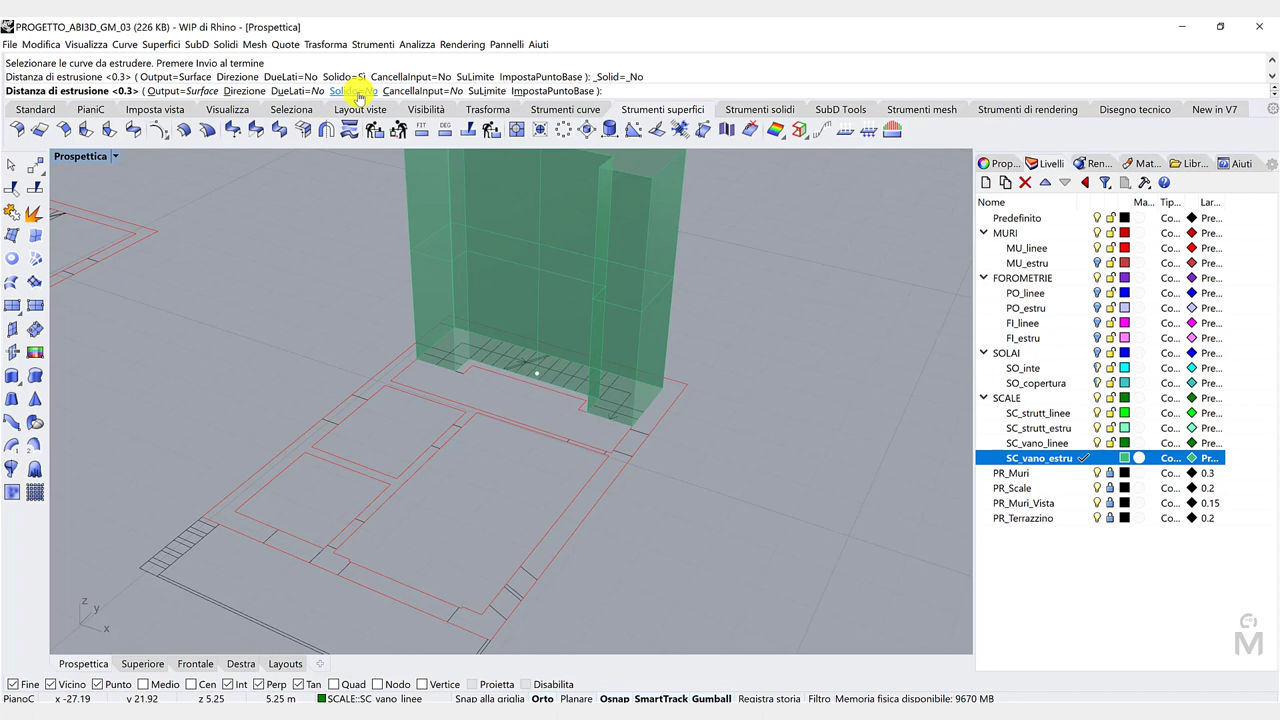 PROGETTO_ABI3D_GM_03 (226 KB) - WIP di Rhino - [Prospettica]
File Modifica Visualizza Curve Superfici SubD Solidi Mesh Quote Trasforma Strumenti Analizza Rendering Pannelli Aiuti
Selezionare le curve da estrudere. Premere Invio al termine
Distanza di estrusione <0.3> ( Output=Surface Direzione DueLati=No Solido=Sì CancellaInput=No SuLimite ImpostaPuntoBase ): _Solid=_No
Distanza di estrusione <0.3> ( Output=Surface Direzione DueLati=No Solido=No CancellaInput=No SuLimite ImpostaPuntoBase ):
Standard PianiC Imposta vista Visualizza Seleziona Layout viste Visibilità Trasforma Strumenti curve Strumenti superfici Strumenti solidi SubD Tools Strumenti mesh Strumenti di rendering Disegno tecnico New in V7
FIT DEG
Prospettica
Prop... Livelli Ren... Mat... Libr... Aiuti
Nome Ma... Tip... Lar...
Predefinito Co... Pre...
MURI Co... Pre...
MU_linee Co... Pre...
MU_estru Co... Pre...
FOROMETRIE Co... Pre...
PO_linee Co... Pre...
PO_estru Co... Pre...
FI_linee Co... Pre...
FI_estru Co... Pre...
SOLAI Co... Pre...
SO_inte Co... Pre...
SO_copertura Co... Pre...
SCALE Co... Pre...
SC_strutt_linee Co... Pre...
SC_strutt_estru Co... Pre...
SC_vano_linee Co... Pre...
SC_vano_estru Co... Pr...
PR_Muri Co... 0.3
PR_Scale Co... 0.2
PR_Muri_Vista Co... 0.15
PR_Terrazzino Co... 0.2
z
y
x
M
Prospettica Superiore Frontale Destra Layouts
Fine Vicino Punto Medio Cen Int Perp Tan Quad Nodo Vertice Proietta Disabilita
PianoC x -27.19 y 21.92 z 5.25 5.25 m SCALE::SC_vano_linee Snap alla griglia Orto Planare Osnap SmartTrack Gumball Registra storia Filtro Memoria fisica disponibile: 9670 MB